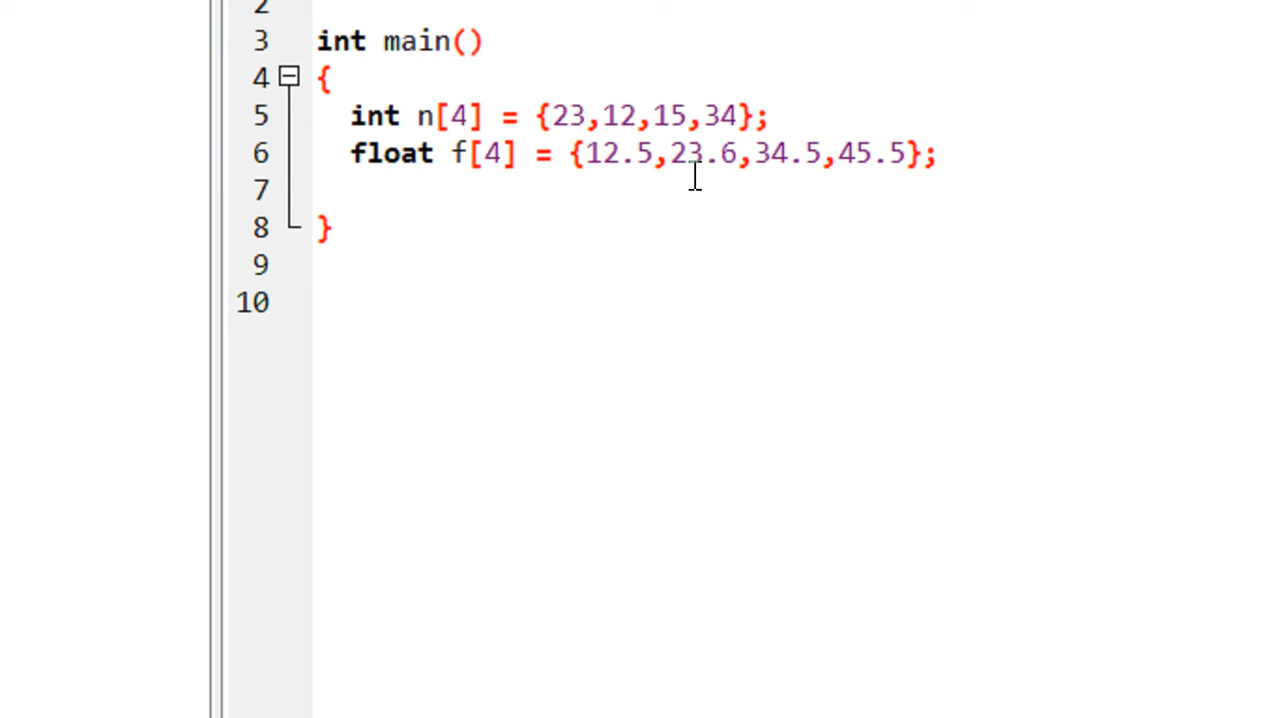 2
3 int main()
4 {
5 int n[4] = {23,12,15,34};
6 float f[4] = {12.5,23.6,34.5,45.5};
7
8 }
9
10